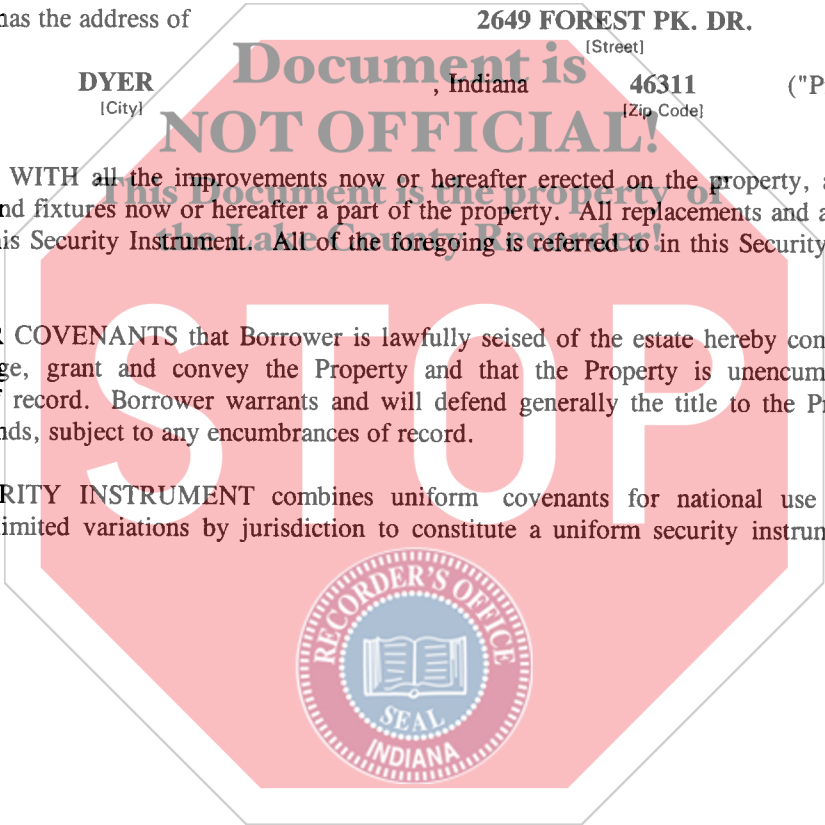 has the address of 2649 FOREST PK. DR.
[Street]
Document is
DYER , Indiana 46311 ("P
[City] [Zip Code]
NOT OFFICIAL!
WITH all the improvements now or hereafter erected on the property, a
This Document is the property of
nd fixtures now or hereafter a part of the property. All replacements and a
is Security Instrument. All of the foregoing is referred to in this Security
the Lake County Recorder!
STOP
R COVENANTS that Borrower is lawfully seised of the estate hereby con
ge, grant and convey the Property and that the Property is unencum
f record. Borrower warrants and will defend generally the title to the Pr
nds, subject to any encumbrances of record.
RITY INSTRUMENT combines uniform covenants for national use
imited variations by jurisdiction to constitute a uniform security instrum
RECORDER'S OFFICE
SEAL
INDIANA